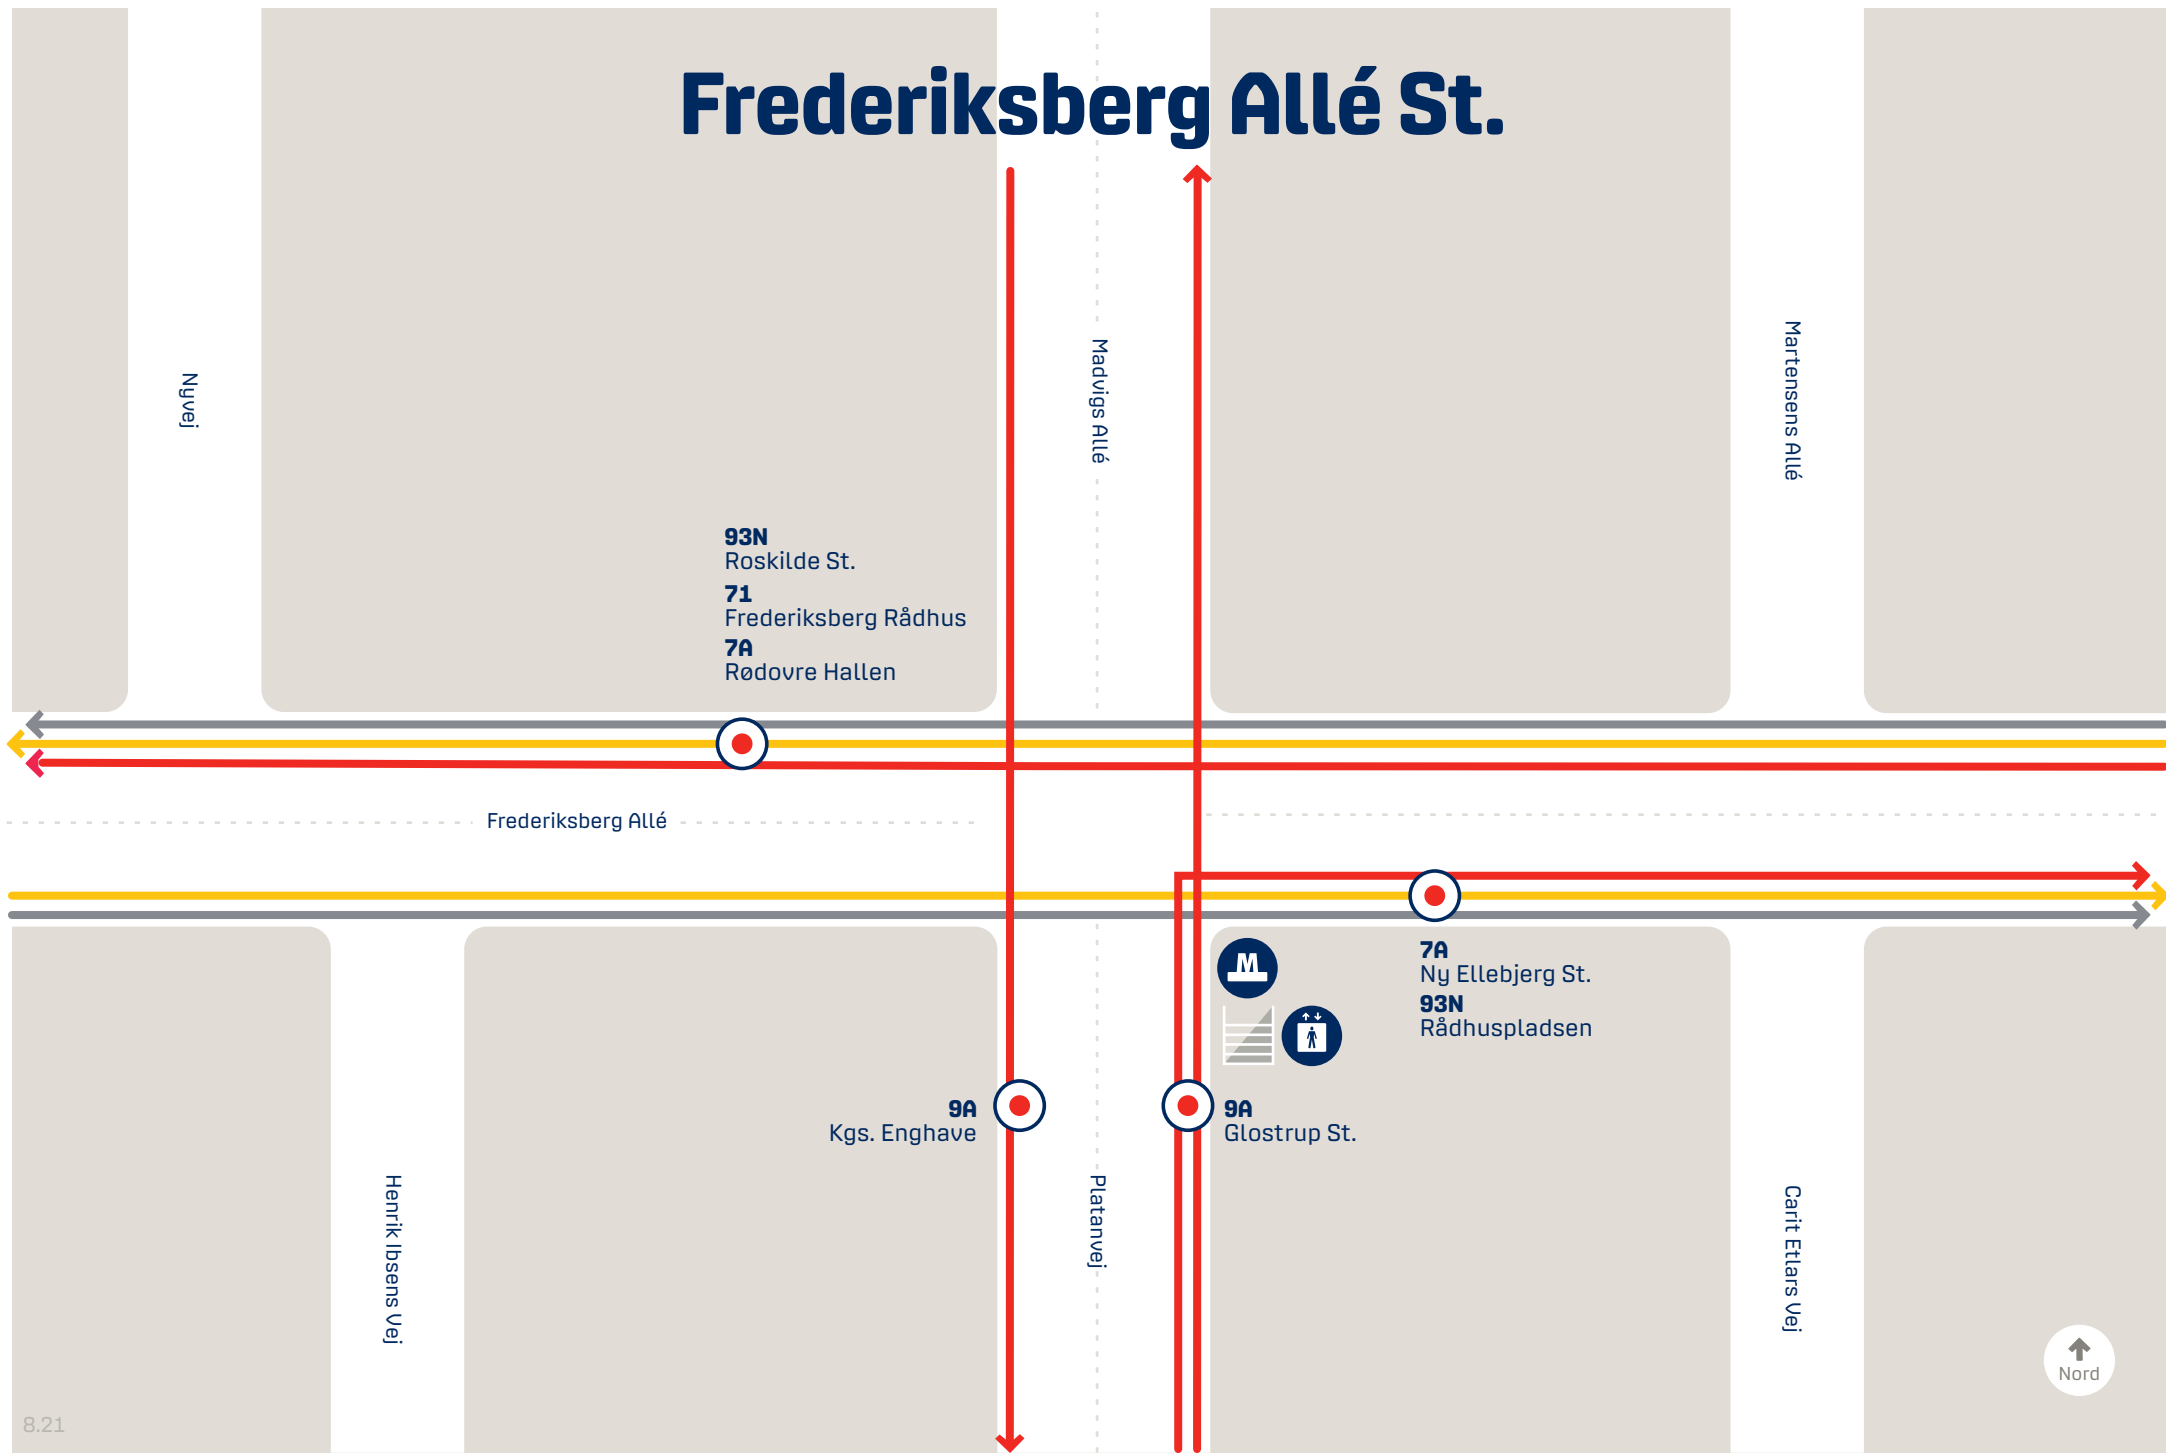 Frederiksberg Allé St.
Nyvej
Madvigs Allé
Martensens Allé
93N
Roskilde St.
71
Frederiksberg Rådhus
7A
Rødovre Hallen
Frederiksberg Allé
M
7A
Ny Ellebjerg St.
93N
Rådhuspladsen
9A
Kgs. Enghave
9A
Glostrup St.
Henrik Ibsens Vej
Platanvej
Carit Etlars Vej
Nord
8.21